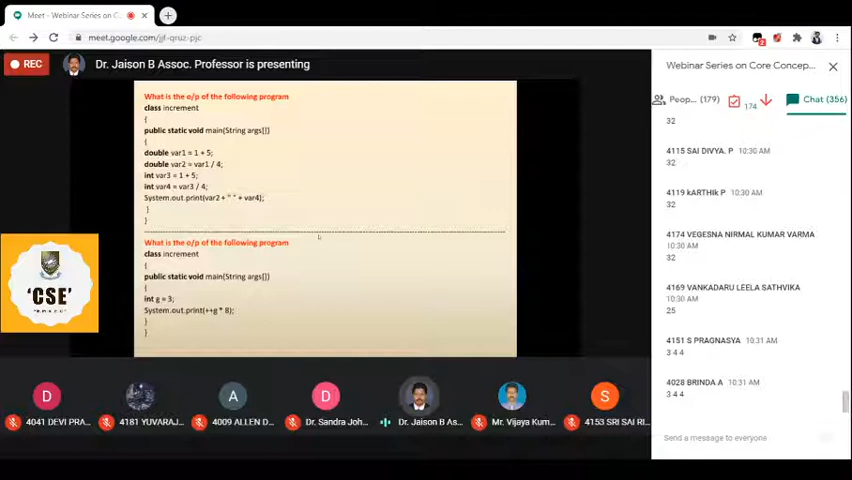 Meet - Webinar Series on Co
meet.google.com/jjf-qruz-pjc
REC
Dr. Jaison B Assoc. Professor is presenting
What is the o/p of the following program
class increment
{
public static void main(String args[])
{
double var1 = 1 + 5;
double var2 = var1 / 4;
int var3 = 1 + 5;
int var4 = var3 / 4;
System.out.print(var2 + " " + var4);
}
}
What is the o/p of the following program
class increment
{
public static void main(String args[])
{
int g = 3;
System.out.print(++g * 8);
}
}
'CSE'
D
A
D
S
4041 DEVI PRA...
4181 YUVARAJ...
4009 ALLEN D...
Dr. Sandra Joh...
Dr. Jaison B As...
Mr. Vijaya Kum...
4153 SRI SAI RI...
Webinar Series on Core Concep...
Peop... (179)
174
Chat (356)
32
4115 SAI DIVYA. P 10:30 AM
32
4119 kARTHIk P 10:30 AM
32
4174 VEGESNA NIRMAL KUMAR VARMA
10:30 AM
32
4169 VANKADARU LEELA SATHVIKA
10:30 AM
25
4151 S PRAGNASYA 10:31 AM
3 4 4
4028 BRINDA A 10:31 AM
3 4 4
Send a message to everyone